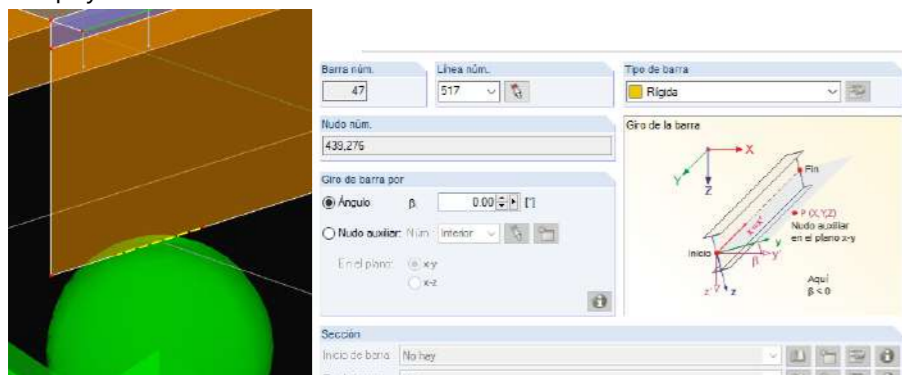 Barra núm.
Línea núm.
Tipo de barra
47
517
Rígida
Nudo núm.
Giro de la barra
439,276
X
Y
Z
Fin
Giro de barra por
Ángulo β: 0.00 [°]
P (X,Y,Z)
Nudo auxiliar
en el plano x-y
Nudo auxiliar: Núm. Interior
x=x'
y
y'
β
Inicio
En el plano: x-y
x-z
z'
z
Aquí
β < 0
Sección
Inicio de barra No hay